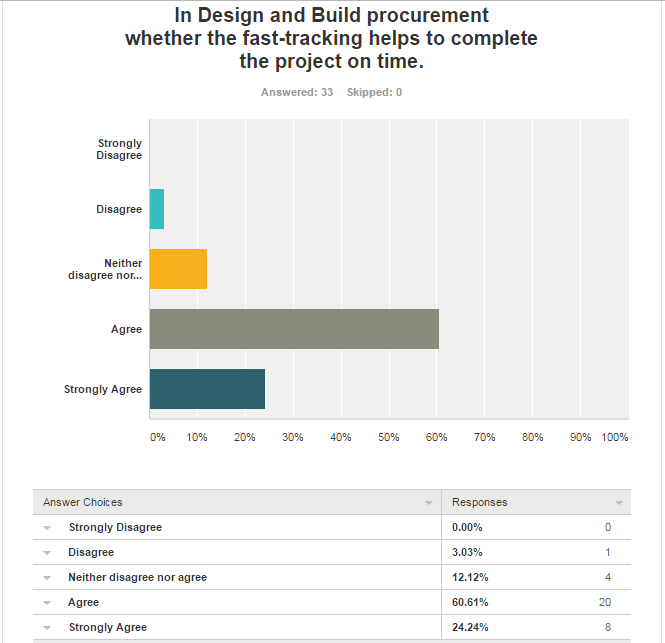 In Design and Build procurement
whether the fast-tracking helps to complete
the project on time.
Answered: 33 Skipped: 0
Strongly
Disagree
Disagree
Neither
disagree nor...
Agree
Strongly Agree
0% 10% 20% 30% 40% 50% 60% 70% 80% 90% 100%
Answer Choices Responses
Strongly Disagree 0.00% 0
Disagree 3.03% 1
Neither disagree nor agree 12.12% 4
Agree 60.61% 20
Strongly Agree 24.24% 8